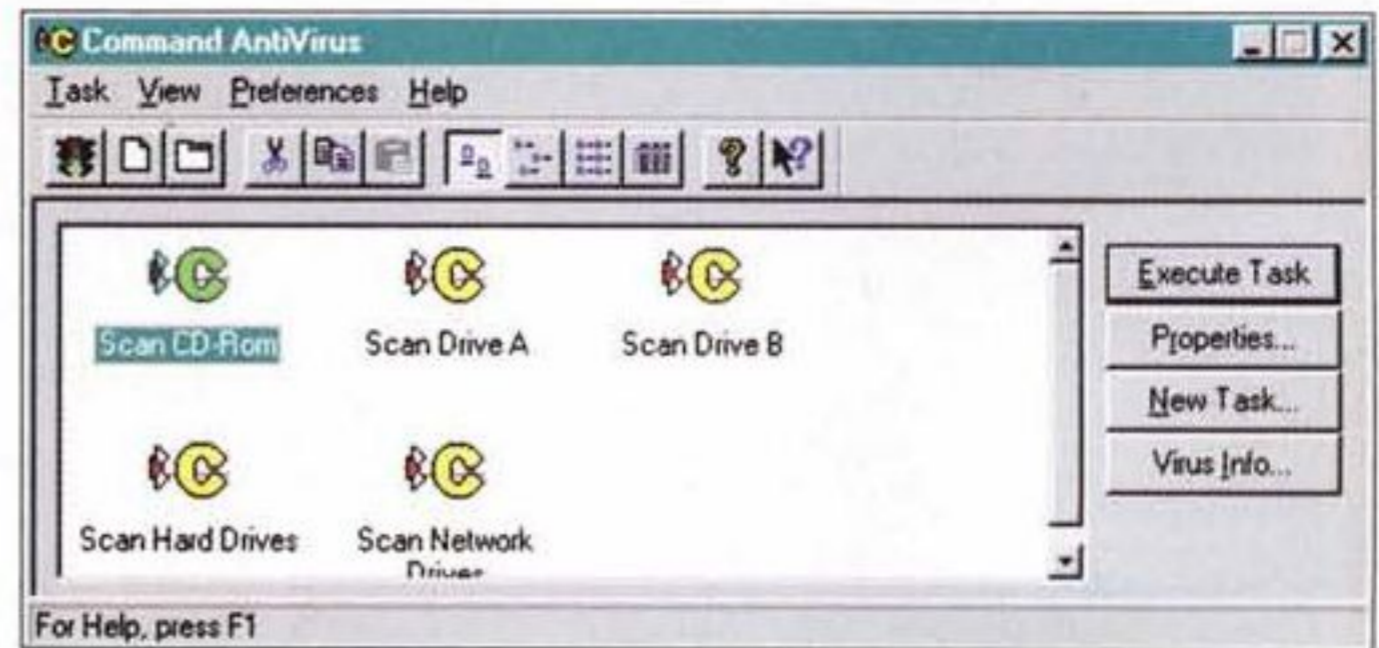 Command AntiVirus
Task View Preferences Help
Scan CD-Rom Scan Drive A Scan Drive B
Scan Hard Drives Scan Network
Drives
Execute Task
Properties...
New Task...
Virus Info...
For Help, press F1